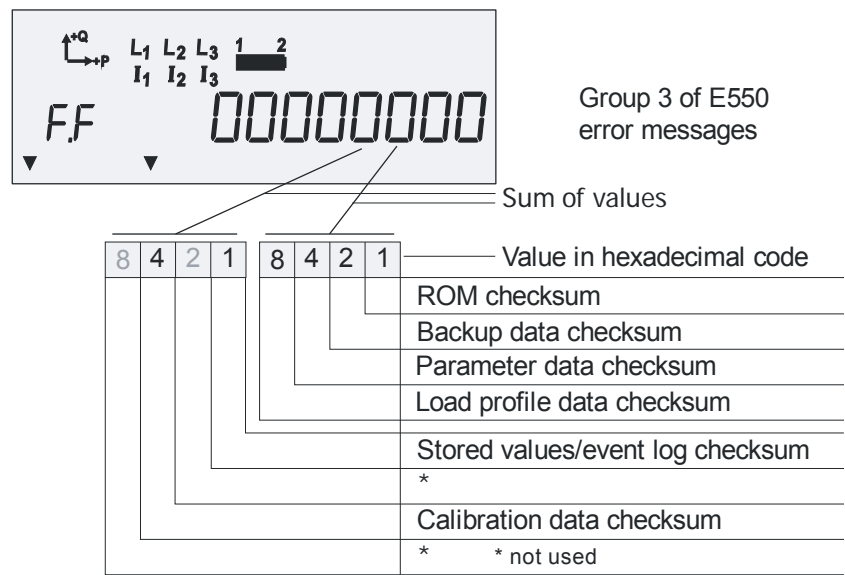 +Q
+P
L1 L2 L3 1 2
I1 I2 I3
F.F 00000000
Group 3 of E550
error messages
Sum of values
8 4 2 1 8 4 2 1 Value in hexadecimal code
ROM checksum
Backup data checksum
Parameter data checksum
Load profile data checksum
Stored values/event log checksum
*
Calibration data checksum
* * not used